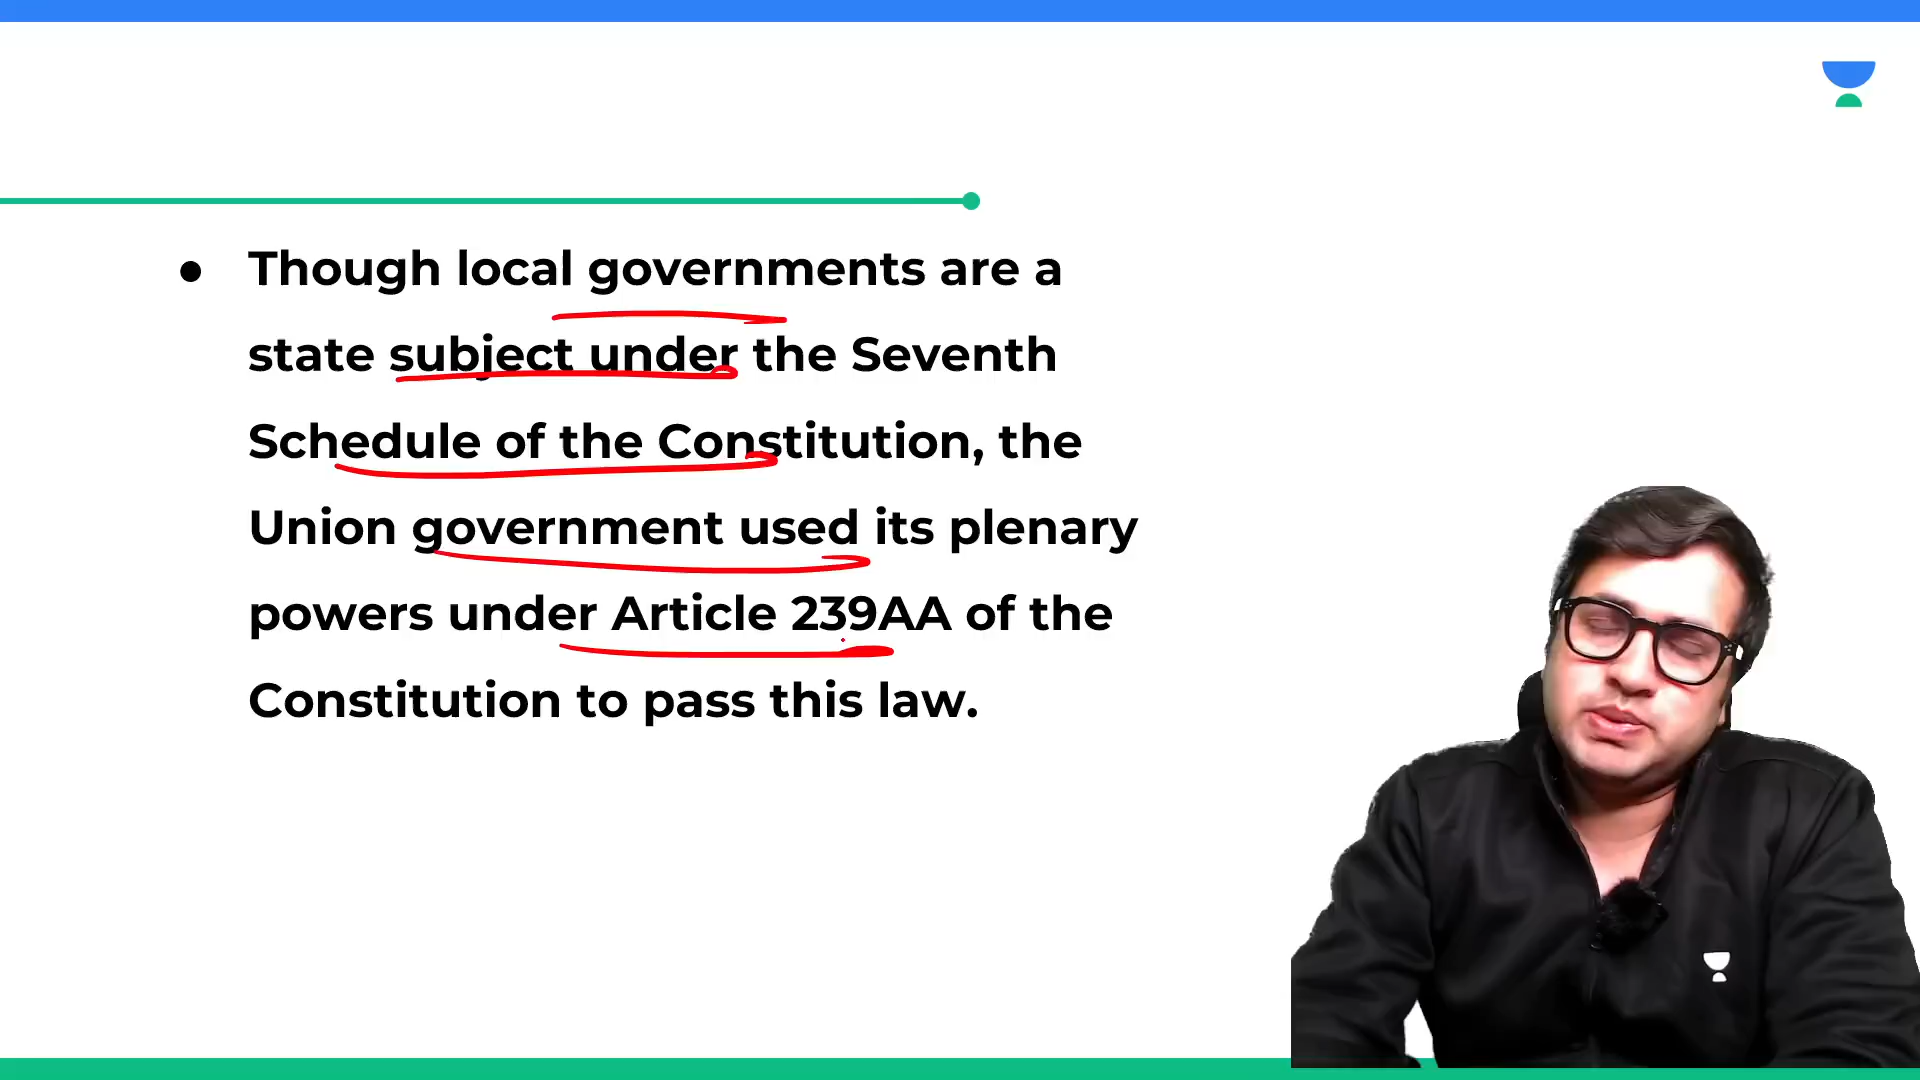 ● Though local governments are a
state subject under the Seventh
Schedule of the Constitution, the
Union government used its plenary
powers under Article 239AA of the
Constitution to pass this law.